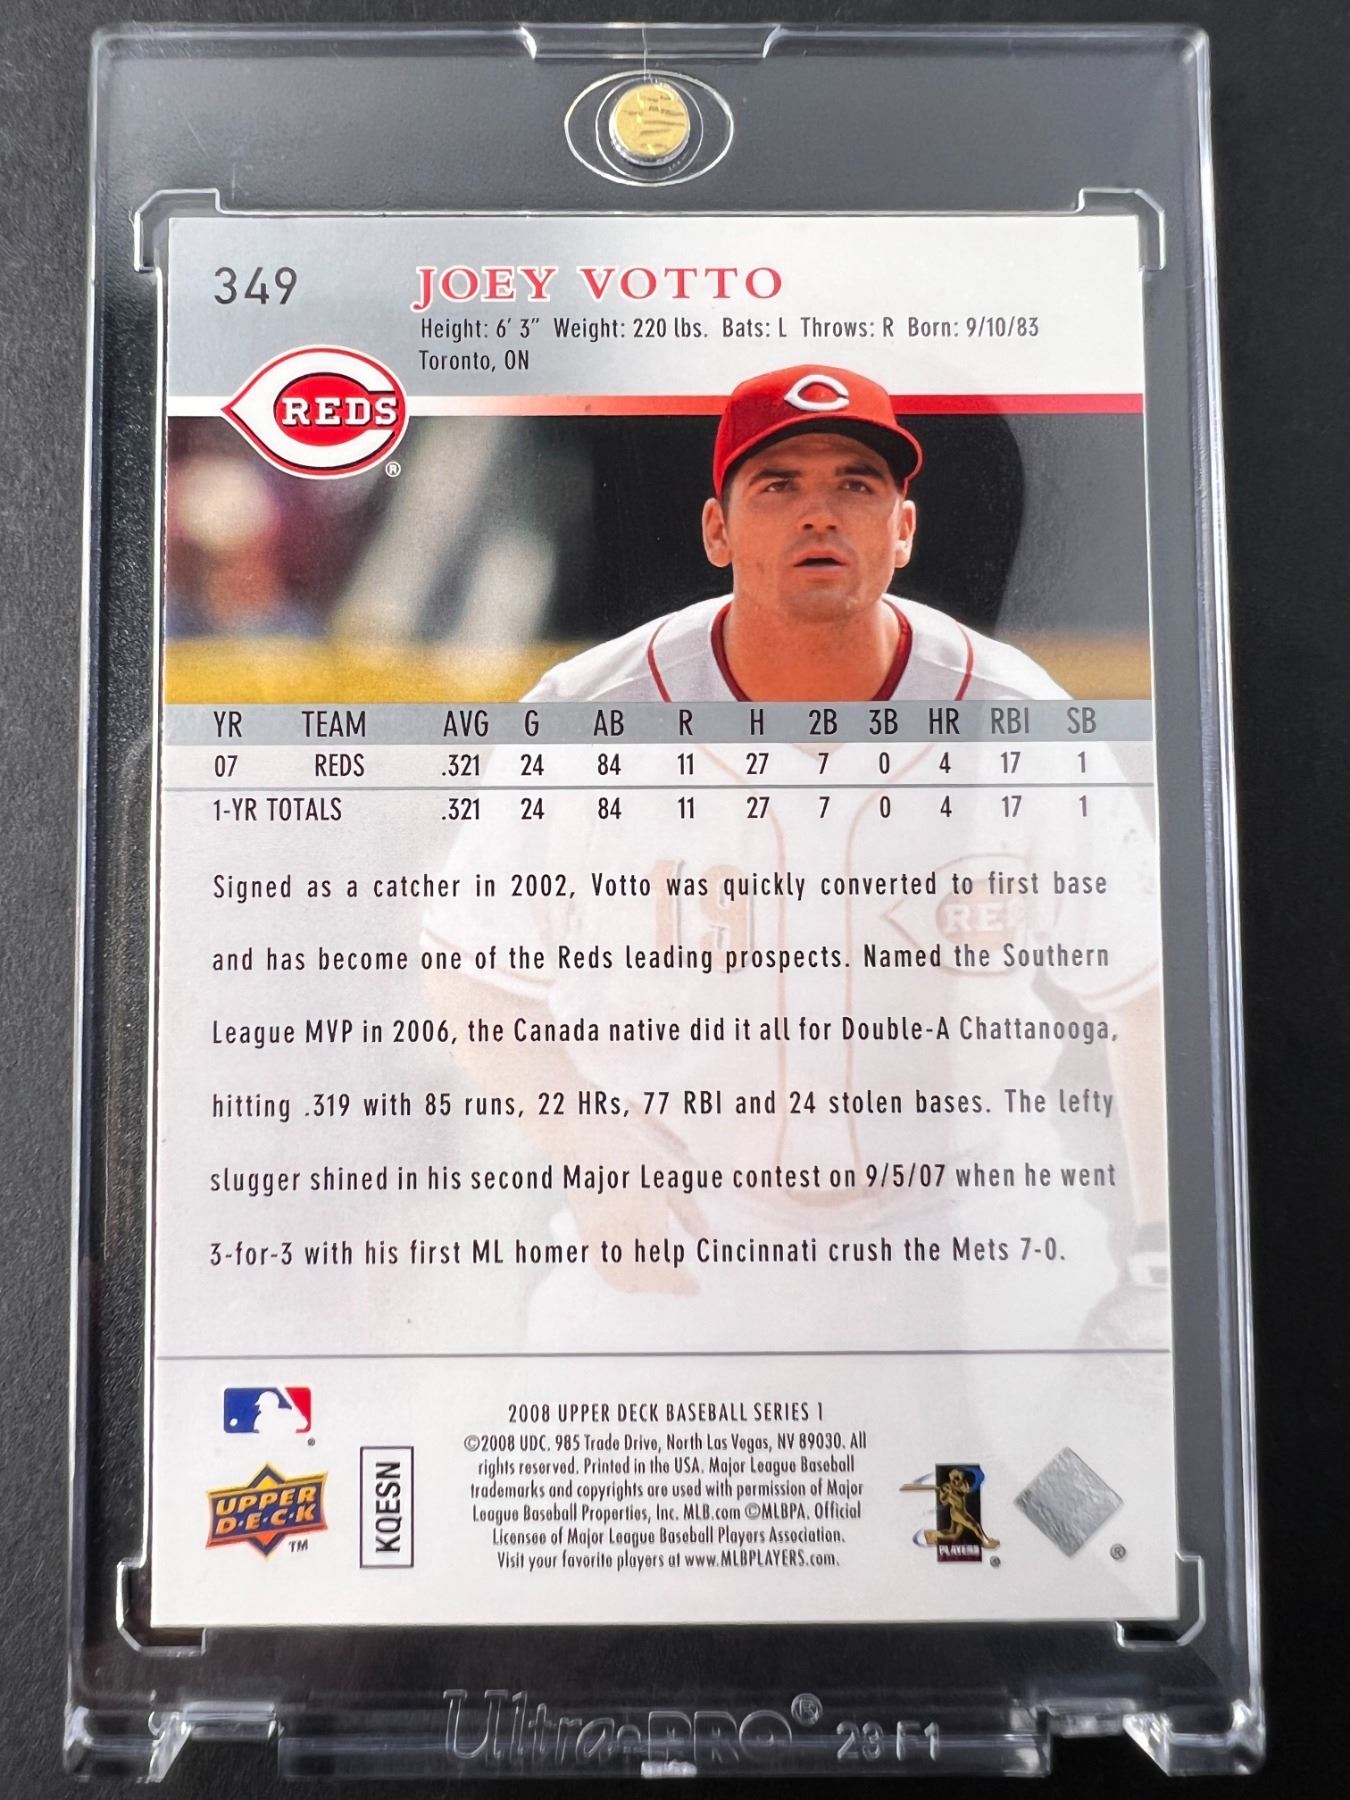 349
JOEY VOTTO
Height: 6' 3" Weight: 220 lbs. Bats: L Throws: R Born: 9/10/83
Toronto, ON
REDS
®
YR TEAM AVG G AB R H 2B 3B HR RBI SB
07 REDS .321 24 84 11 27 7 0 4 17 1
1-YR TOTALS .321 24 84 11 27 7 0 4 17 1
Signed as a catcher in 2002, Votto was quickly converted to first base
and has become one of the Reds leading prospects. Named the Southern
League MVP in 2006, the Canada native did it all for Double-A Chattanooga,
hitting .319 with 85 runs, 22 HRs, 77 RBI and 24 stolen bases. The lefty
slugger shined in his second Major League contest on 9/5/07 when he went
3-for-3 with his first ML homer to help Cincinnati crush the Mets 7-0.
2008 UPPER DECK BASEBALL SERIES 1
©2008 UDC. 985 Trade Drive, North Las Vegas, NV 89030. All
rights reserved. Printed in the USA. Major League Baseball
trademarks and copyrights are used with permission of Major
League Baseball Properties, Inc. MLB.com ©MLBPA. Official
Licensee of Major League Baseball Players Association.
Visit your favorite players at www.MLBPLAYERS.com.
UPPER
D·E·C·K
TM
KQESN
PLAYERS
®
®
Ultra-PRO® 23F1